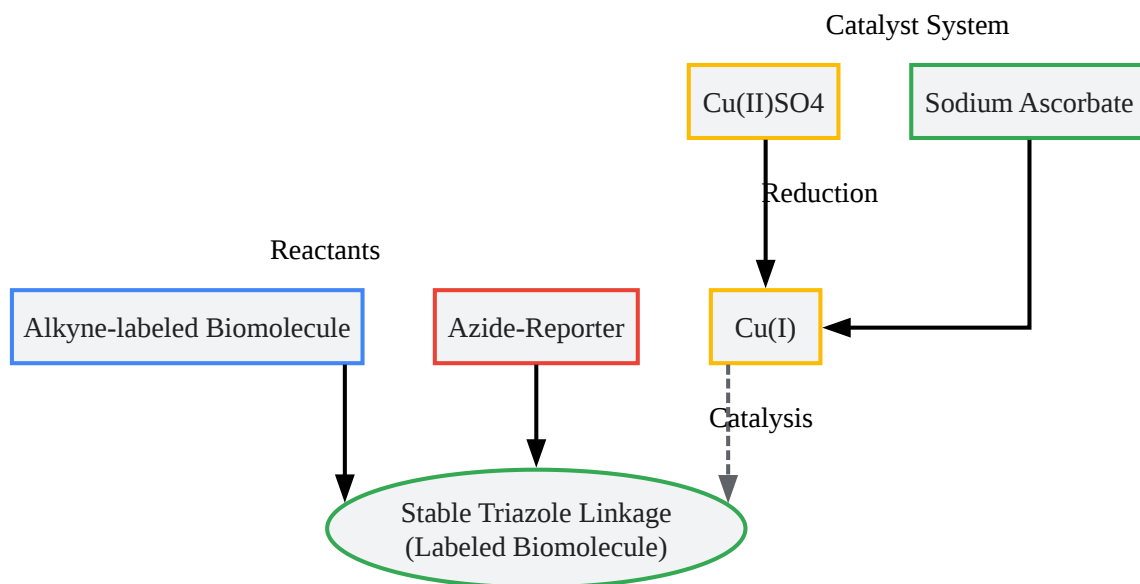 Catalyst System
Cu(II)SO4
Sodium Ascorbate
Reduction
Reactants
Alkyne-labeled Biomolecule
Azide-Reporter
Cu(I)
Catalysis
Stable Triazole Linkage
(Labeled Biomolecule)